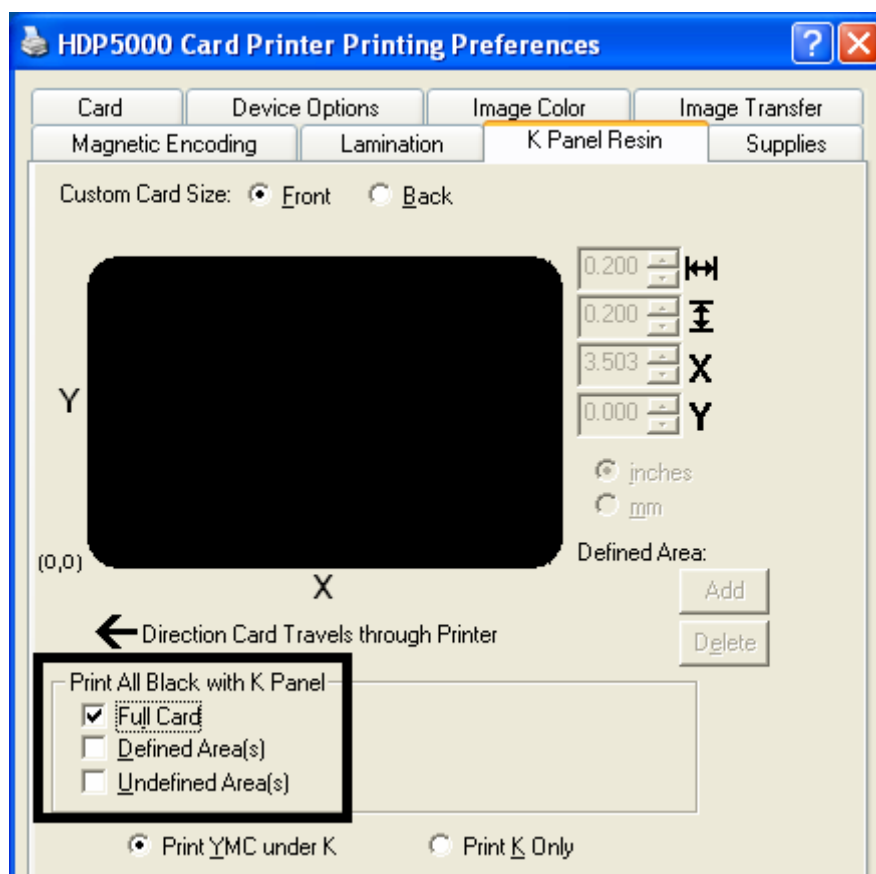 HDP5000 Card Printer Printing Preferences
Card Device Options Image Color Image Transfer
Magnetic Encoding Lamination K Panel Resin Supplies
Custom Card Size: Front Back
0.200
0.200
3.503 X
0.000 Y
Y
inches
mm
(0,0)
X
Defined Area:
Add
Direction Card Travels through Printer
Delete
Print All Black with K Panel
Full Card
Defined Area(s)
Undefined Area(s)
Print YMC under K Print K Only